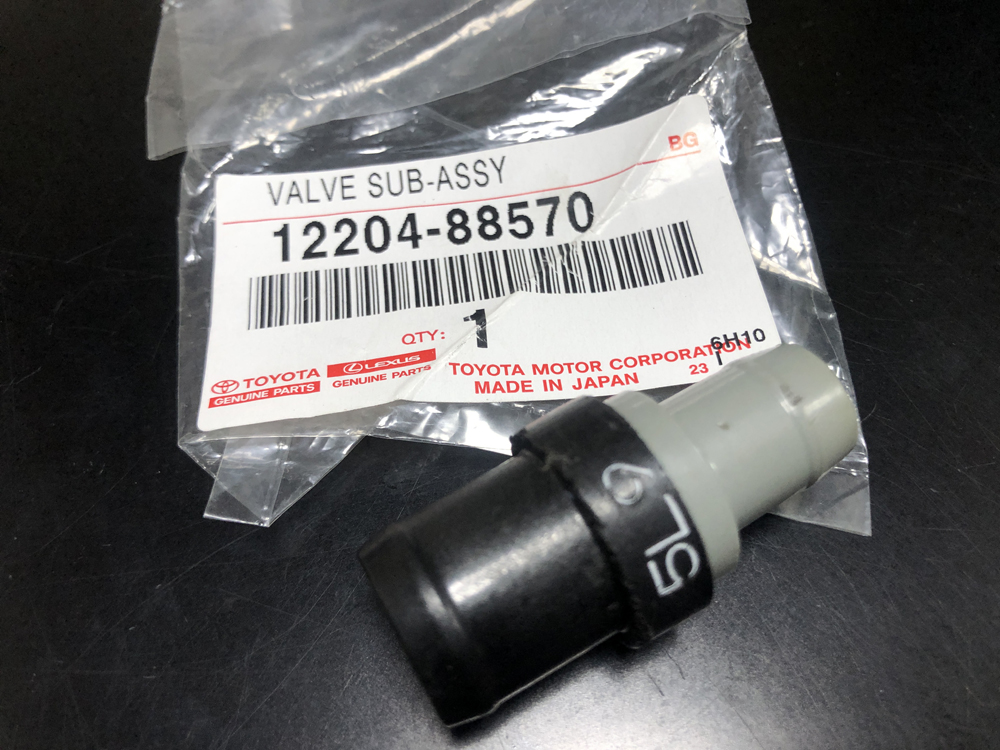 BG
VALVE SUB-ASSY
12204-88570
QTY: 1
TOYOTA
GENUINE PARTS
LEXUS
GENUINE PARTS
TOYOTA MOTOR CORPORATION
MADE IN JAPAN
23
6H10
5L9